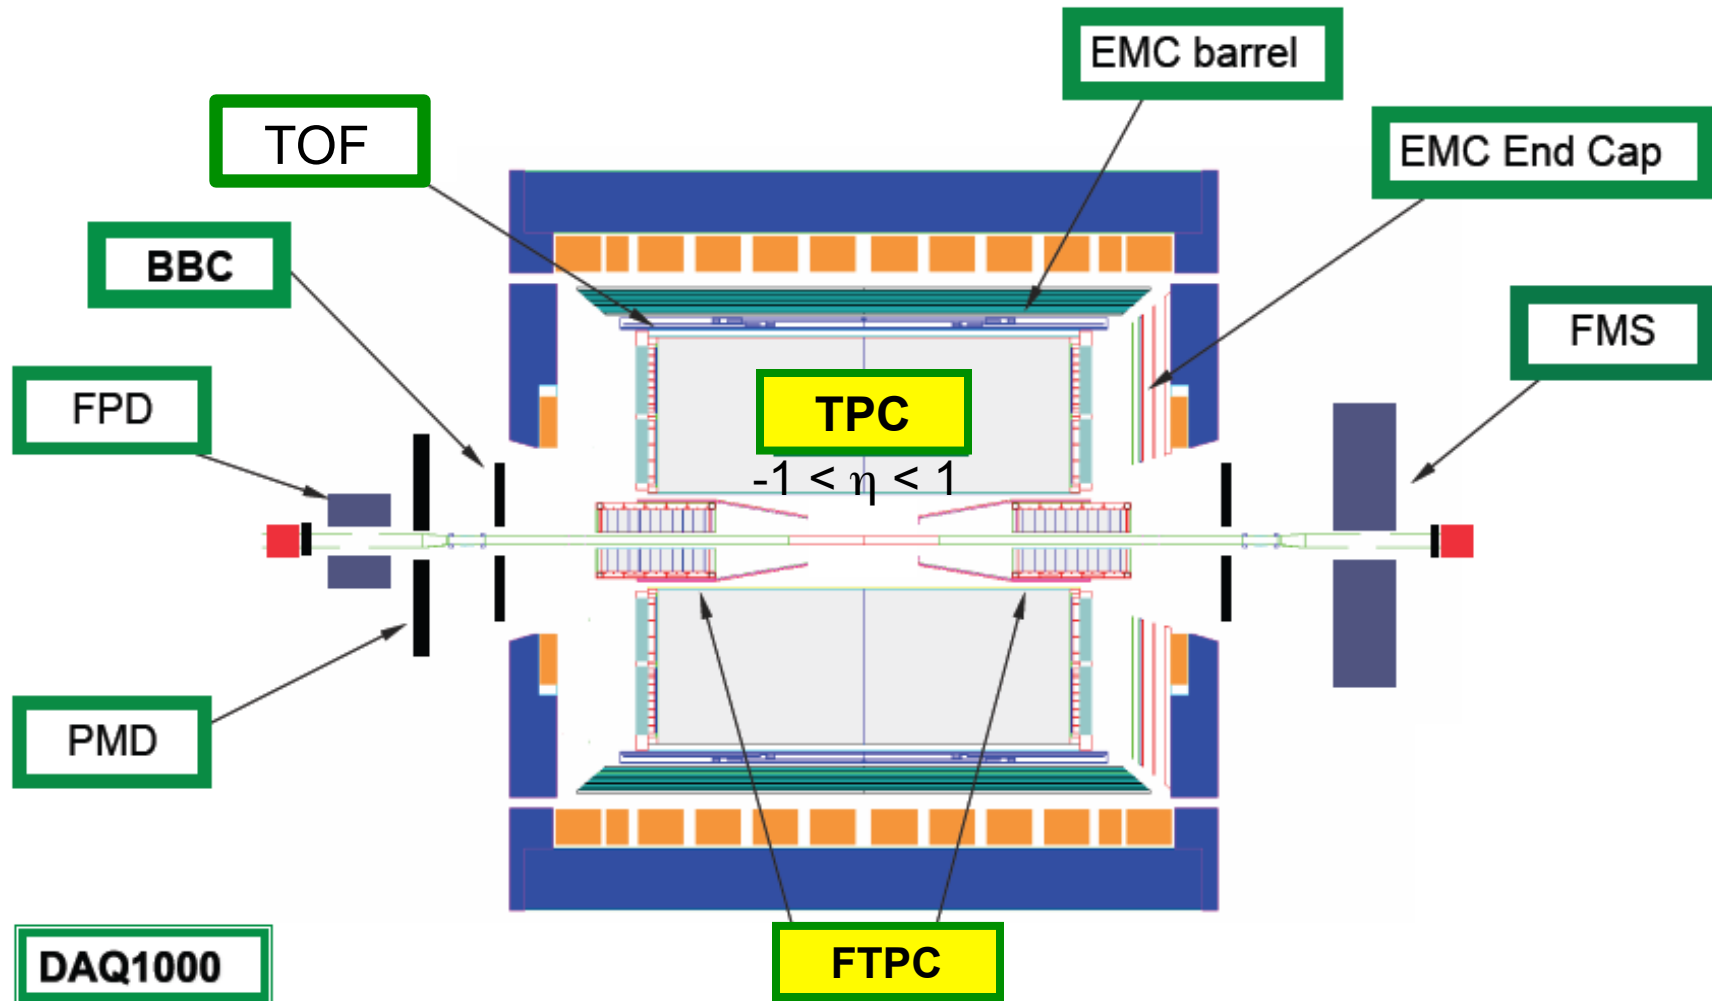 EMC barrel
TOF
EMC End Cap
BBC
FMS
FPD
TPC
-1 < η < 1
PMD
FTPC
DAQ1000